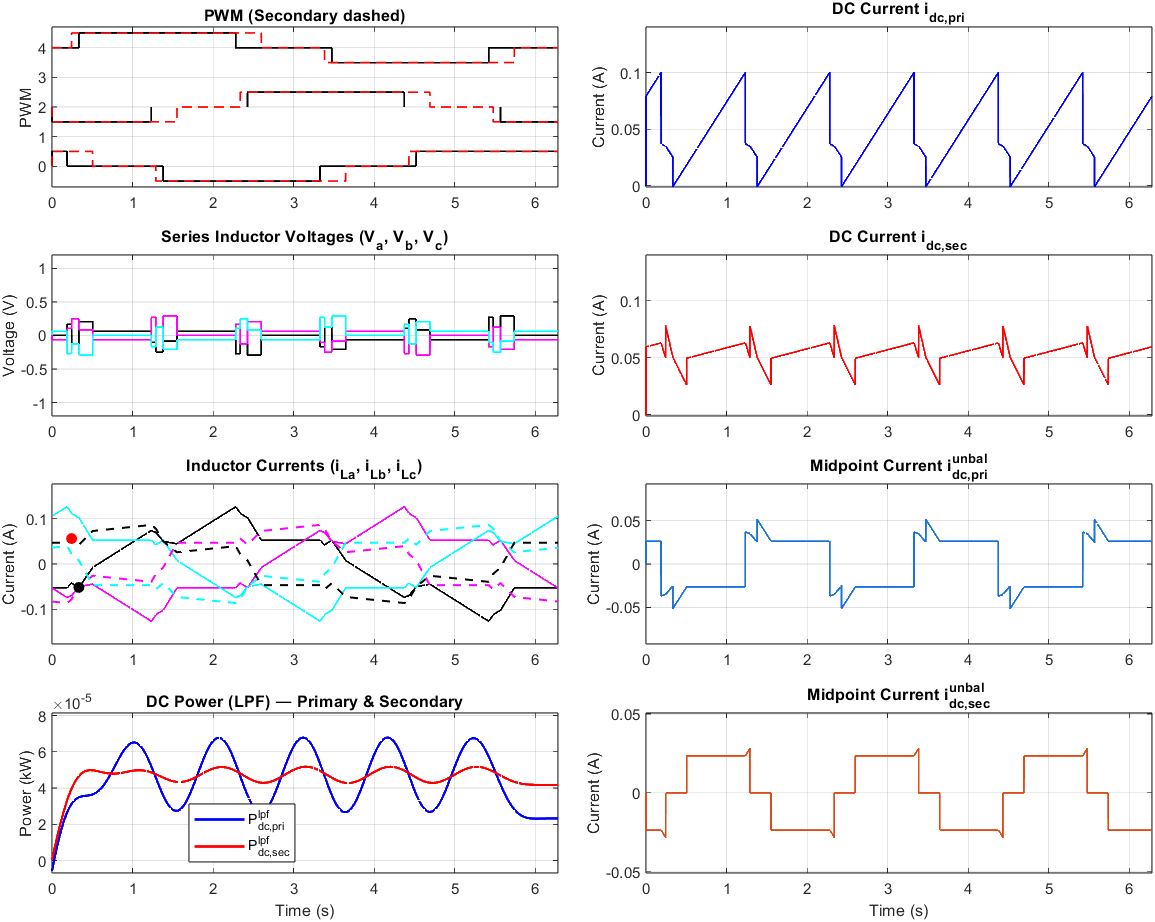 PWM (Secondary dashed)
PWM
4
3
2
1
0
0 1 2 3 4 5 6
DC Current i_dc,pri
Current (A)
0.1
0.05
0
0 1 2 3 4 5 6
Series Inductor Voltages (V_a, V_b, V_c)
Voltage (V)
1
0.5
0
-0.5
-1
0 1 2 3 4 5 6
DC Current i_dc,sec
Current (A)
0.1
0.05
0
0 1 2 3 4 5 6
Inductor Currents (i_La, i_Lb, i_Lc)
Current (A)
0.1
0
-0.1
0 1 2 3 4 5 6
Midpoint Current i^unbal_dc,pri
Current (A)
0.05
0
-0.05
0 1 2 3 4 5 6
DC Power (LPF) — Primary & Secondary
×10^-5
Power (kW)
8
6
4
2
0
P^lpf_dc,pri
P^lpf_dc,sec
0 1 2 3 4 5 6
Time (s)
Midpoint Current i^unbal_dc,sec
Current (A)
0.05
0
-0.05
0 1 2 3 4 5 6
Time (s)